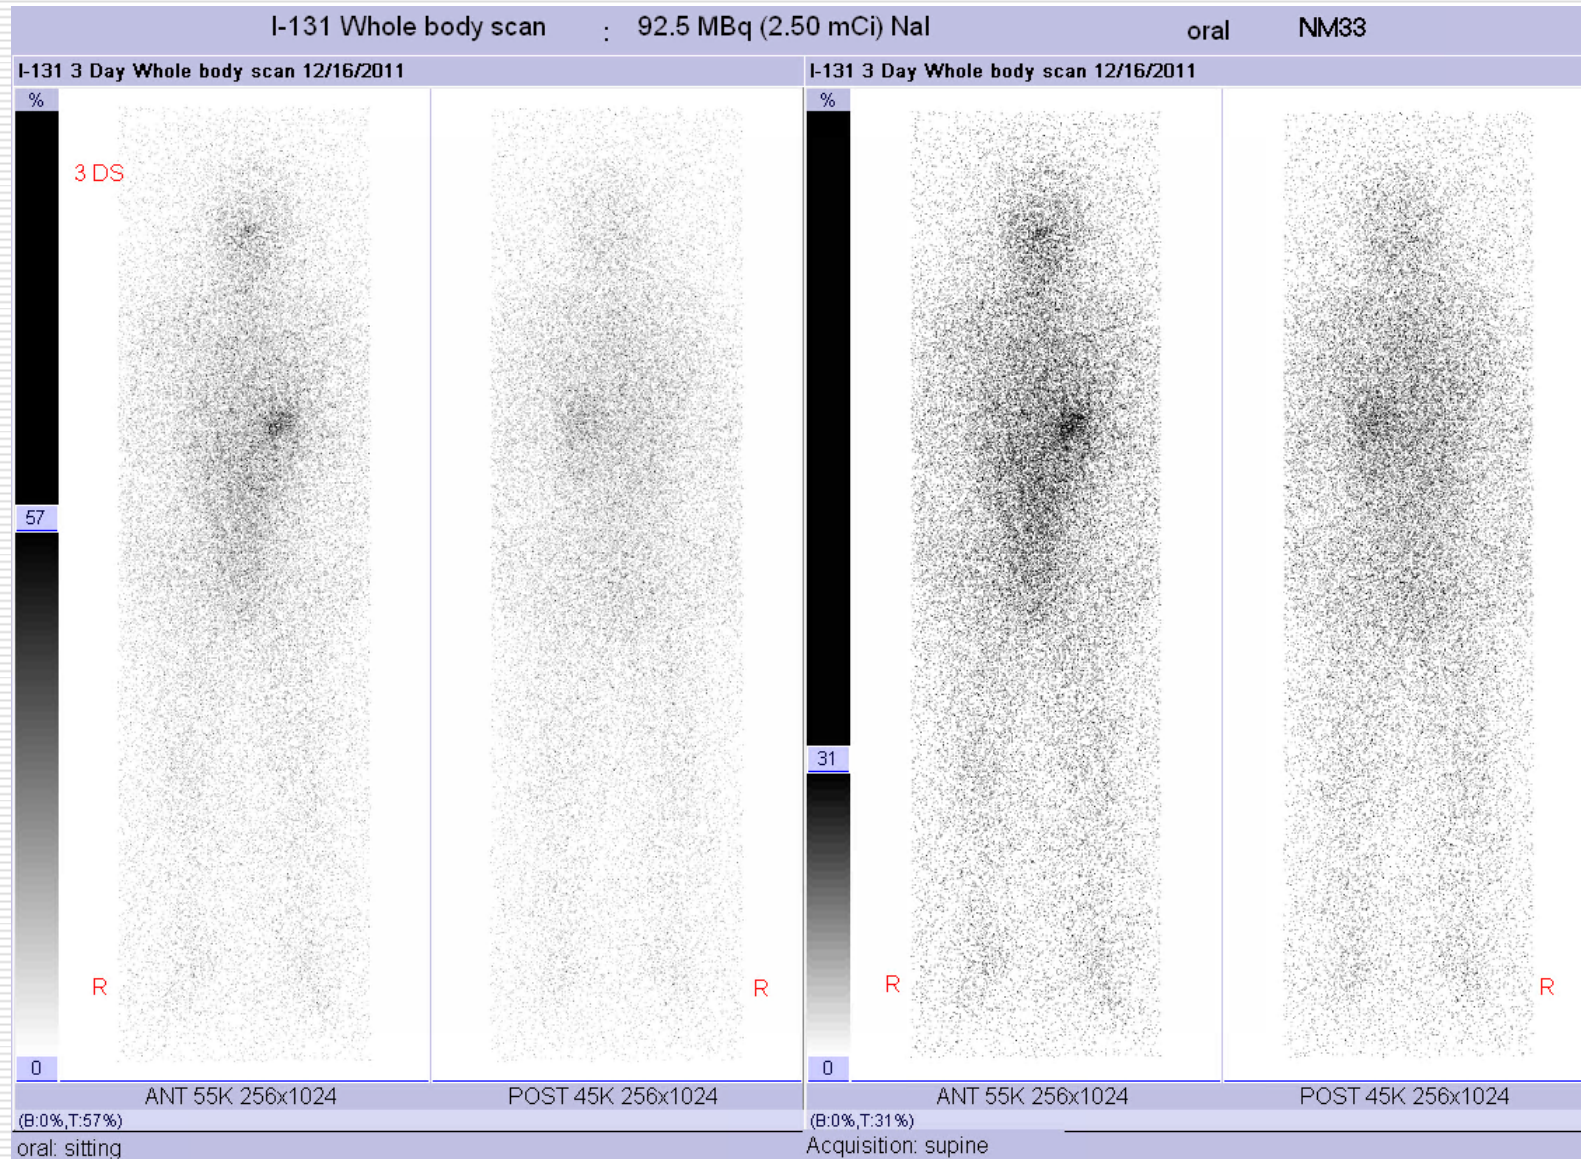 I-131 Whole body scan : 92.5 MBq (2.50 mCi) NaI oral NM33
I-131 3 Day Whole body scan 12/16/2011
I-131 3 Day Whole body scan 12/16/2011
%
%
3 DS
57
31
R
R
R
R
0
0
ANT 55K 256x1024
POST 45K 256x1024
ANT 55K 256x1024
POST 45K 256x1024
(B:0%,T:57%)
(B:0%,T:31%)
oral: sitting
Acquisition: supine